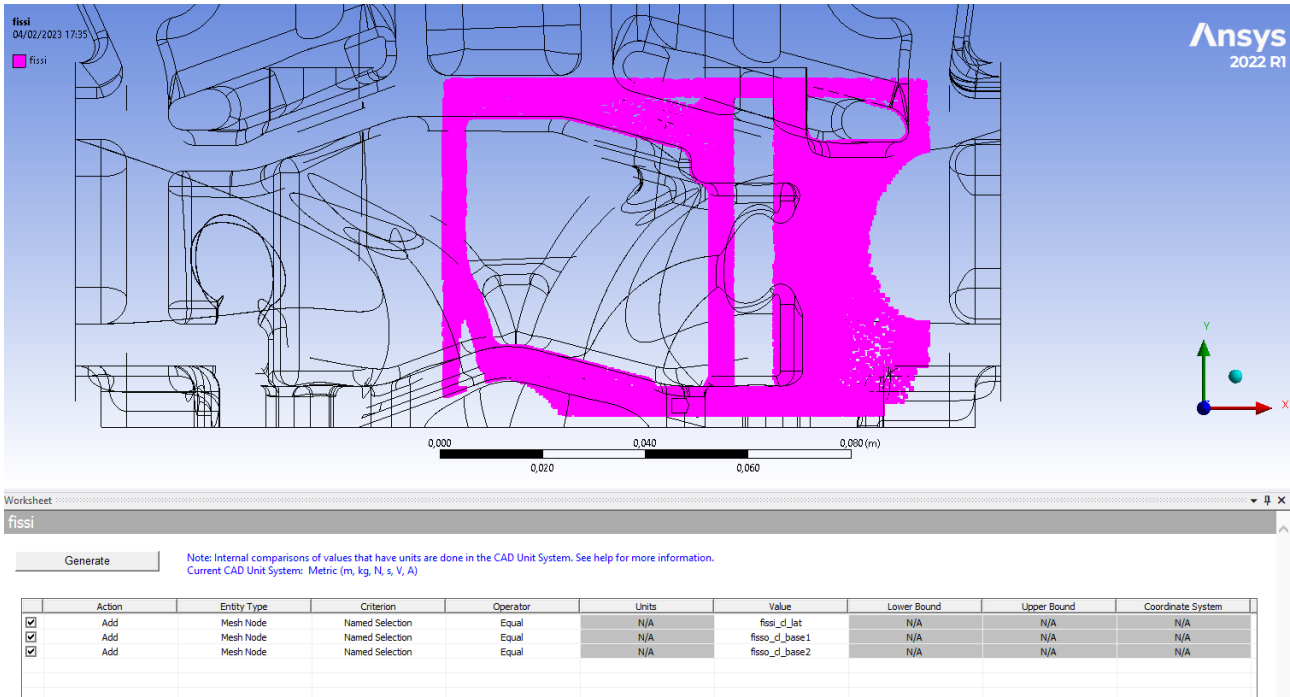 fissi
04/02/2023 17:35
fissi
Ansys
2022 R1
Y
X
0,000
0,040
0,080 (m)
0,020
0,060
Worksheet
fissi
Generate
Note: Internal comparisons of values that have units are done in the CAD Unit System. See help for more information.
Current CAD Unit System: Metric (m, kg, N, s, V, A)
Action Entity Type Criterion Operator Units Value Lower Bound Upper Bound Coordinate System
Add Mesh Node Named Selection Equal N/A fissi_cl_lat N/A N/A N/A
Add Mesh Node Named Selection Equal N/A fisso_cl_base1 N/A N/A N/A
Add Mesh Node Named Selection Equal N/A fisso_cl_base2 N/A N/A N/A